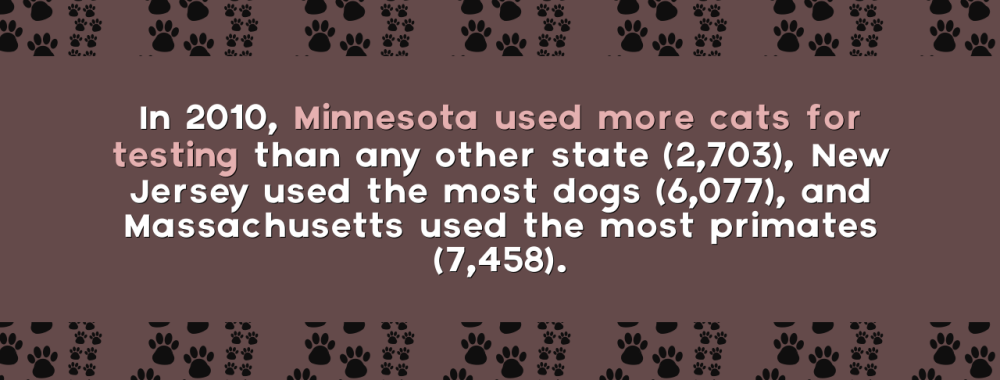 In 2010, Minnesota used more cats for
testing than any other state (2,703), New
Jersey used the most dogs (6,077), and
Massachusetts used the most primates
(7,458).